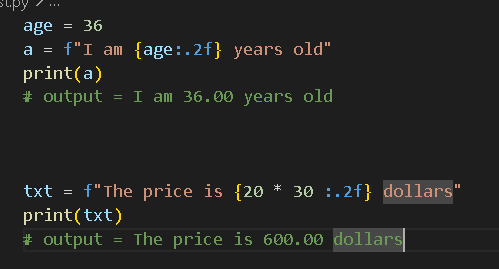 st.py > ...
age = 36
a = f"I am {age:.2f} years old"
print(a)
# output = I am 36.00 years old
txt = f"The price is {20 * 30 :.2f} dollars"
print(txt)
# output = The price is 600.00 dollars